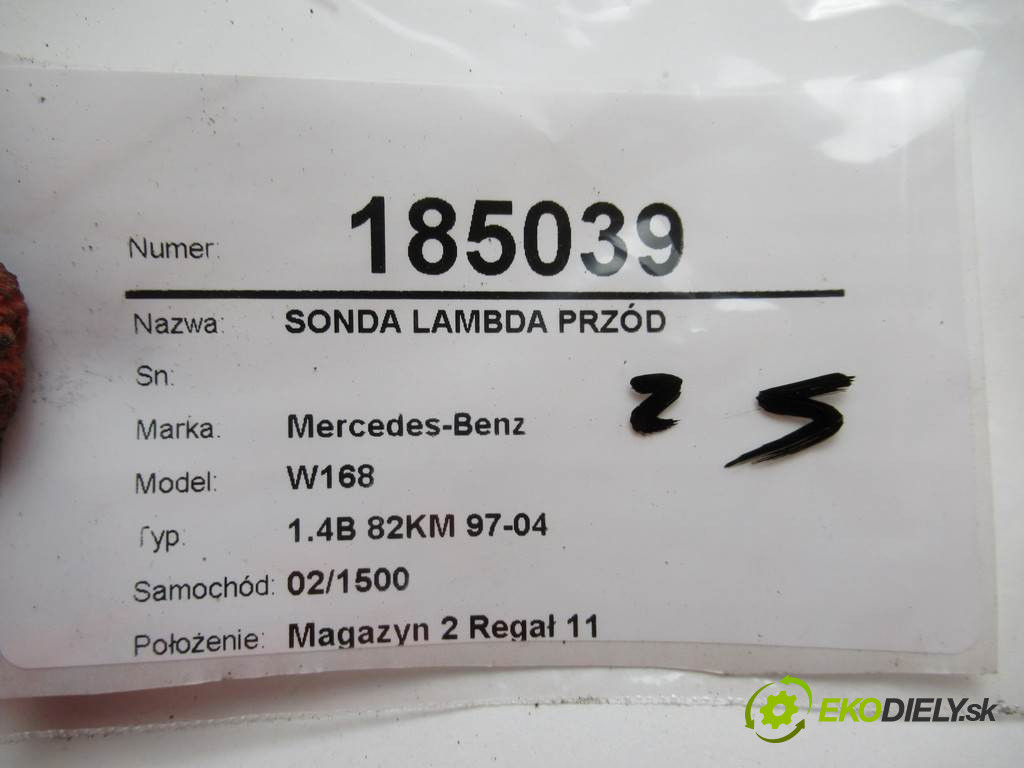 Numer: 185039
Nazwa: SONDA LAMBDA PRZÓD
Sn:
Marka: Mercedes-Benz
Model: W168
Typ: 1.4B 82KM 97-04
Samochód: 02/1500
Położenie: Magazyn 2 Regał 11
25
EKODIELY.sk